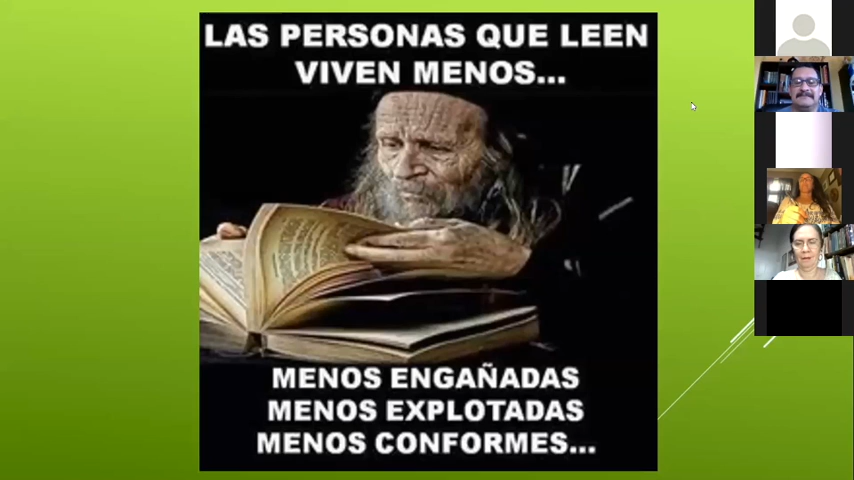 LAS PERSONAS QUE LEEN
VIVEN MENOS...
MENOS ENGAÑADAS
MENOS EXPLOTADAS
MENOS CONFORMES...